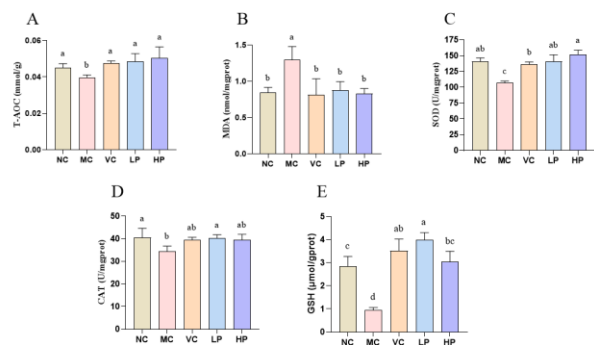 A
T-AOC (mmol/g)
0.06
0.04
0.02
0.00
a
b
a
a
a
NC MC VC LP HP
B
MDA (nmol/mgprot)
1.5
1.0
0.5
0.0
b
a
b
b
b
NC MC VC LP HP
C
SOD (U/mgprot)
175
150
125
100
75
50
25
0
ab
c
b
ab
a
NC MC VC LP HP
D
CAT (U/mgprot)
50
40
30
20
10
0
a
b
ab
a
ab
NC MC VC LP HP
E
GSH (μmol/gprot)
5
4
3
2
1
0
c
d
ab
a
bc
NC MC VC LP HP